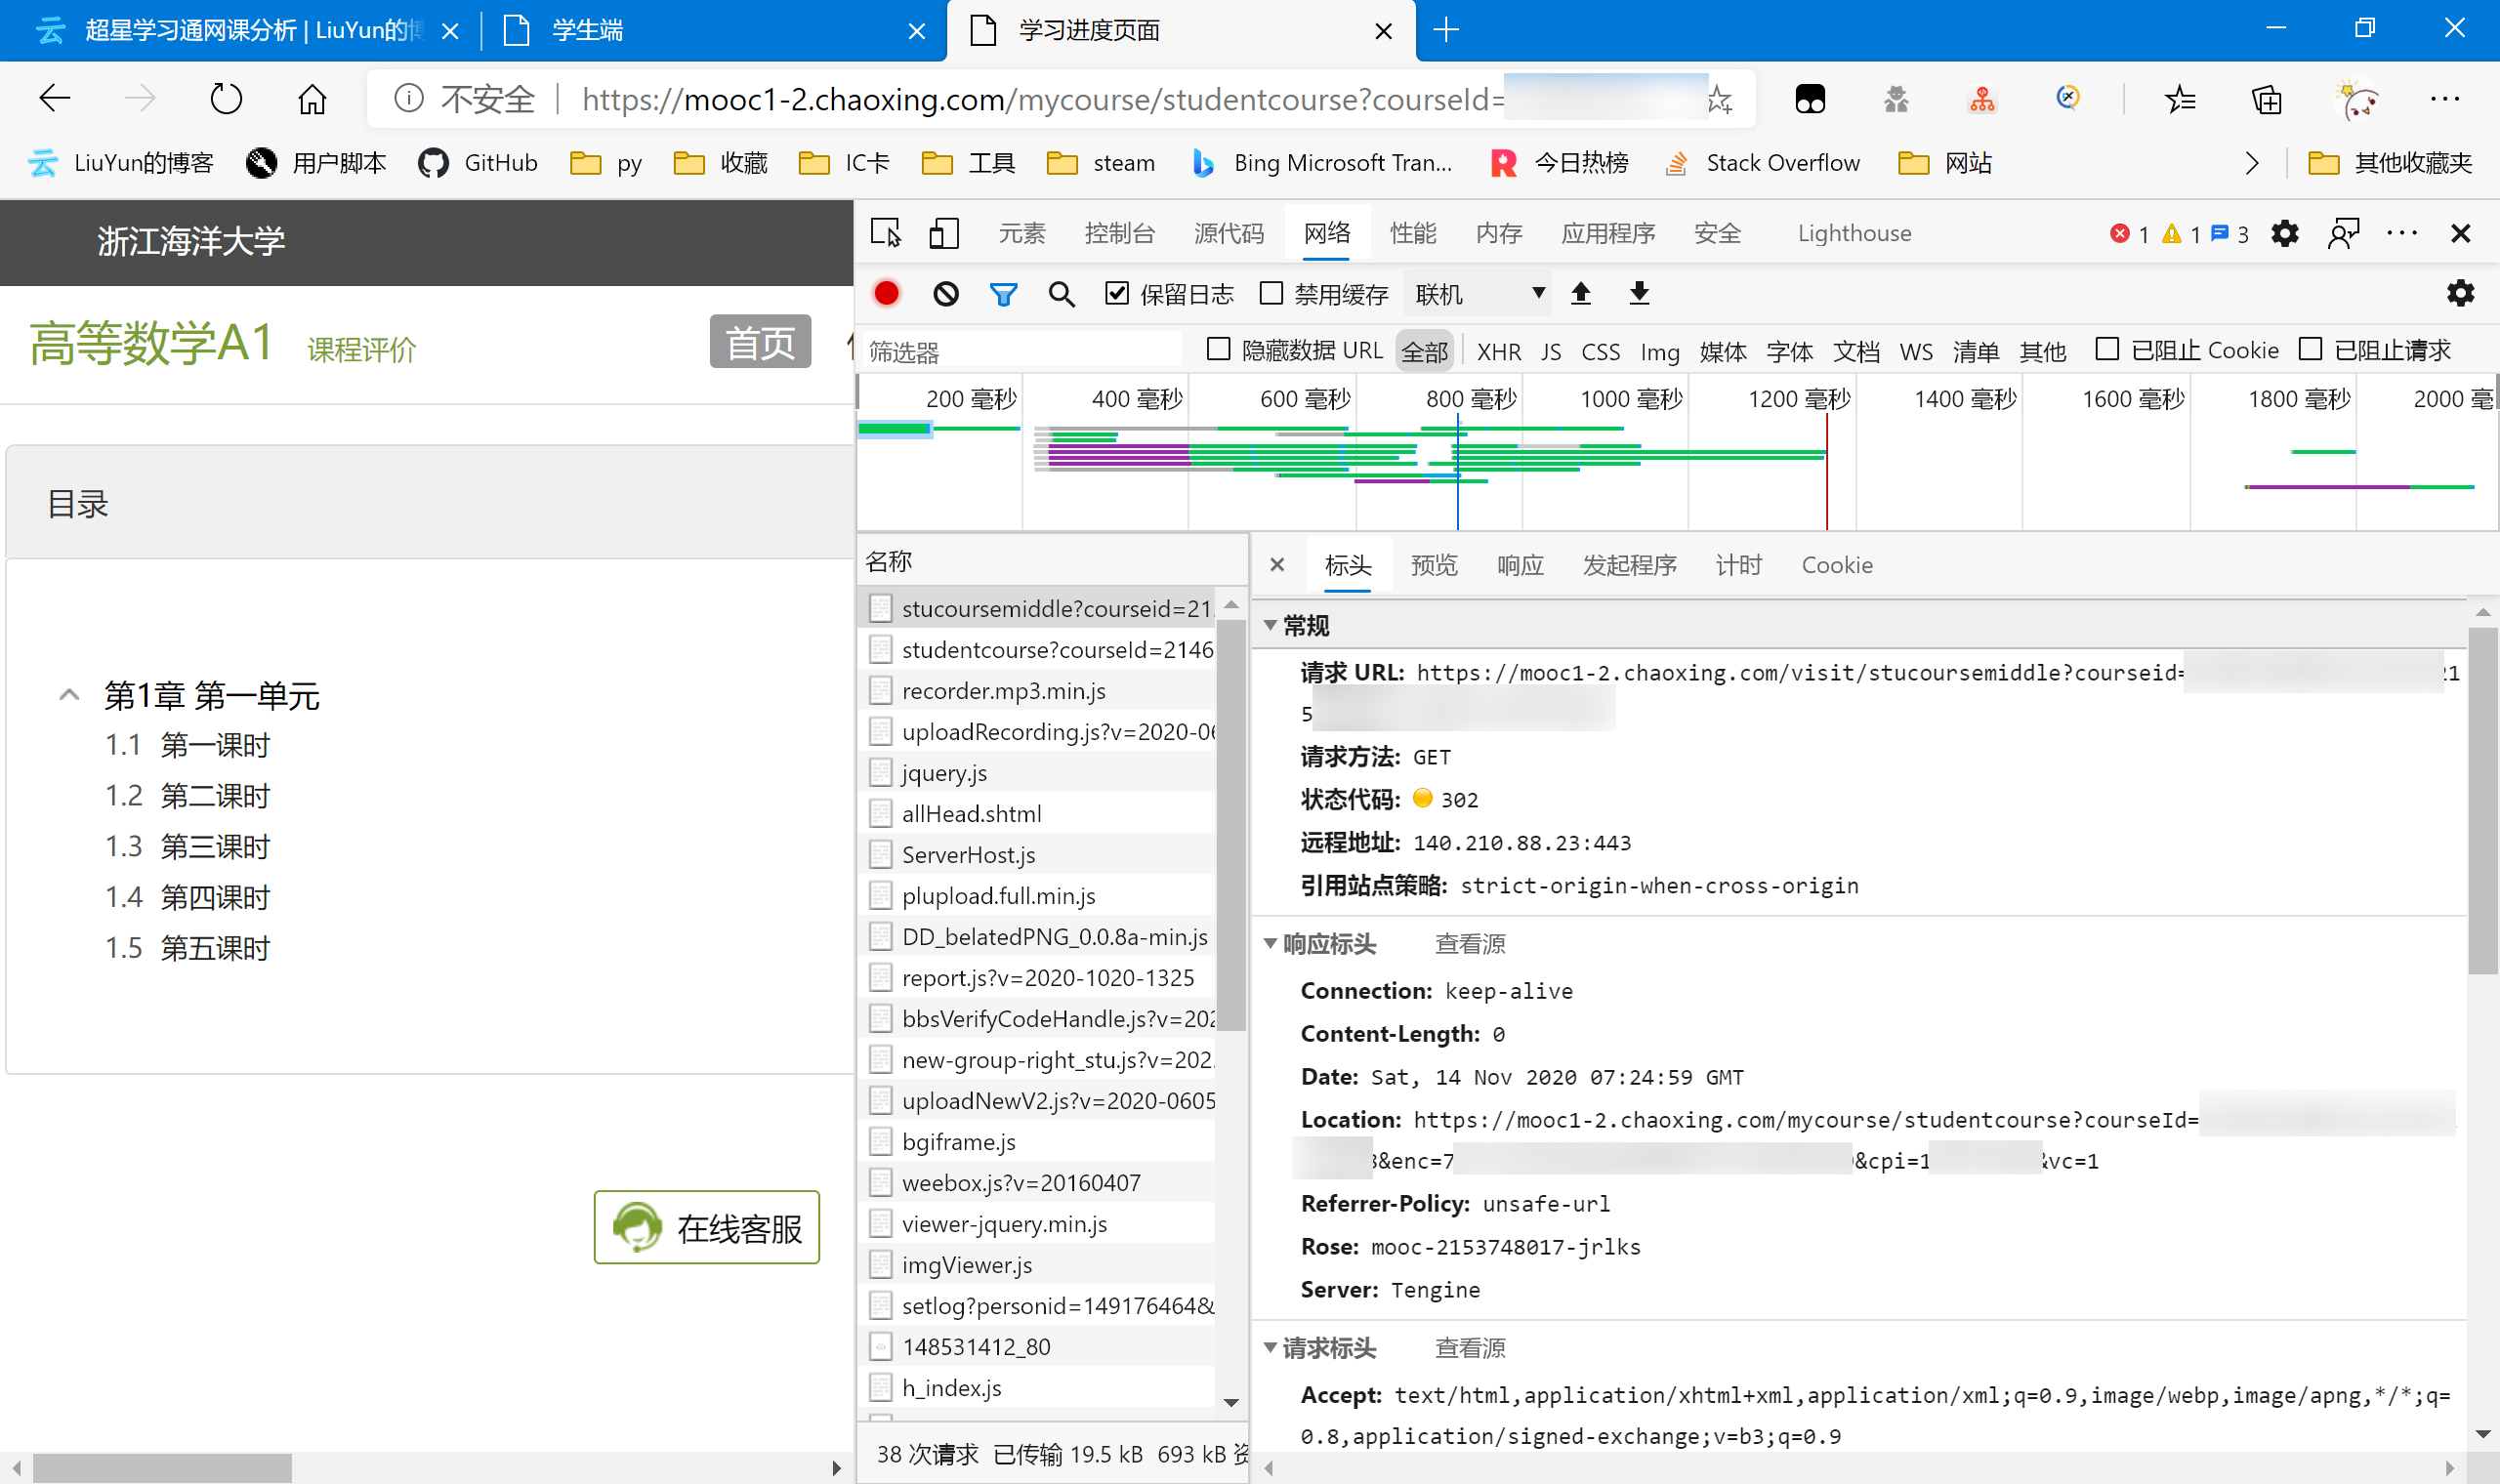 超星学习通网课分析 | LiuYun的
学生端
学习进度页面
不安全
https://mooc1-2.chaoxing.com/mycourse/studentcourse?courseId=
LiuYun的博客
用户脚本
GitHub
py
收藏
IC卡
工具
steam
Bing Microsoft Tran...
今日热榜
Stack Overflow
网站
其他收藏夹
浙江海洋大学
高等数学A1 课程评价
首页
目录
第1章 第一单元
1.1 第一课时
1.2 第二课时
1.3 第三课时
1.4 第四课时
1.5 第五课时
在线客服
元素 控制台 源代码 网络 性能 内存 应用程序 安全 Lighthouse
1 1 3
保留日志 禁用缓存 联机
筛选器 隐藏数据 URL 全部 XHR JS CSS Img 媒体 字体 文档 WS 清单 其他 已阻止 Cookie 已阻止请求
200 毫秒 400 毫秒 600 毫秒 800 毫秒 1000 毫秒 1200 毫秒 1400 毫秒 1600 毫秒 1800 毫秒 2000 毫
名称
stucoursemiddle?courseid=21
studentcourse?courseId=2146
recorder.mp3.min.js
uploadRecording.js?v=2020-06
jquery.js
allHead.shtml
ServerHost.js
plupload.full.min.js
DD_belatedPNG_0.0.8a-min.js
report.js?v=2020-1020-1325
bbsVerifyCodeHandle.js?v=202
new-group-right_stu.js?v=202
uploadNewV2.js?v=2020-0605
bgiframe.js
weebox.js?v=20160407
viewer-jquery.min.js
imgViewer.js
setlog?personid=149176464&
148531412_80
h_index.js
38 次请求 已传输 19.5 kB 693 kB
标头 预览 响应 发起程序 计时 Cookie
常规
请求 URL: https://mooc1-2.chaoxing.com/visit/stucoursemiddle?courseid= 21
5
请求方法: GET
状态代码: 302
远程地址: 140.210.88.23:443
引用站点策略: strict-origin-when-cross-origin
响应标头 查看源
Connection: keep-alive
Content-Length: 0
Date: Sat, 14 Nov 2020 07:24:59 GMT
Location: https://mooc1-2.chaoxing.com/mycourse/studentcourse?courseId=
&enc=7 &cpi=1 &vc=1
Referrer-Policy: unsafe-url
Rose: mooc-2153748017-jrlks
Server: Tengine
请求标头 查看源
Accept: text/html,application/xhtml+xml,application/xml;q=0.9,image/webp,image/apng,*/*;q=
0.8,application/signed-exchange;v=b3;q=0.9